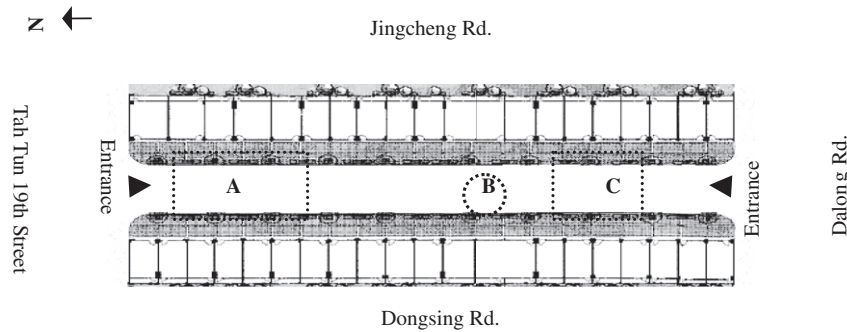 N
Jingcheng Rd.
Tah Tun 19th Street
Entrance
A
B
C
Entrance
Dalong Rd.
Dongsing Rd.